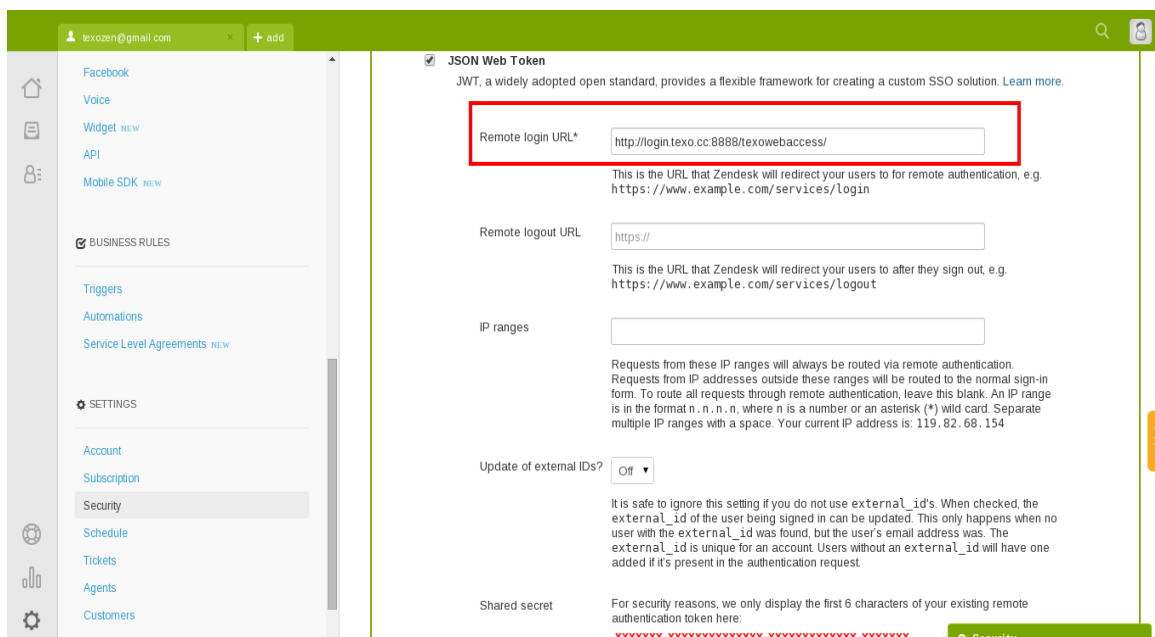 texozen@gmail.com × + add
Facebook
Voice
Widget NEW
API
Mobile SDK NEW
BUSINESS RULES
Triggers
Automations
Service Level Agreements NEW
SETTINGS
Account
Subscription
Security
Schedule
Tickets
Agents
Customers
JSON Web Token
JWT, a widely adopted open standard, provides a flexible framework for creating a custom SSO solution. Learn more.
Remote login URL*
http://login.texo.cc:8888/texowebaccess/
This is the URL that Zendesk will redirect your users to for remote authentication, e.g.
https://www.example.com/services/login
Remote logout URL
https://
This is the URL that Zendesk will redirect your users to after they sign out, e.g.
https://www.example.com/services/logout
IP ranges
Requests from these IP ranges will always be routed via remote authentication.
Requests from IP addresses outside these ranges will be routed to the normal sign-in
form. To route all requests through remote authentication, leave this blank. An IP range
is in the format n.n.n.n, where n is a number or an asterisk (*) wild card. Separate
multiple IP ranges with a space. Your current IP address is: 119.82.68.154
Update of external IDs?
Off
It is safe to ignore this setting if you do not use external_id's. When checked, the
external_id of the user being signed in can be updated. This only happens when no
user with the external_id was found, but the user's email address was. The
external_id is unique for an account. Users without an external_id will have one
added if it's present in the authentication request.
Shared secret
For security reasons, we only display the first 6 characters of your existing remote
authentication token here: